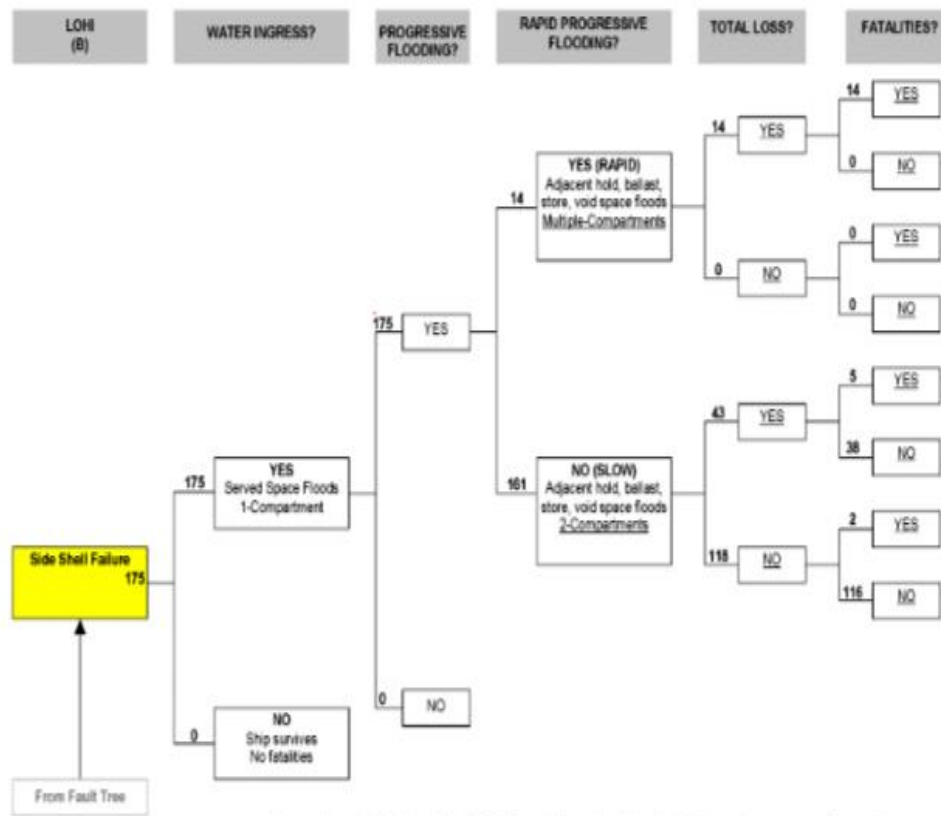 LOHI
(B)
WATER INGRESS?
PROGRESSIVE
FLOODING?
RAPID PROGRESSIVE
FLOODING?
TOTAL LOSS?
FATALITIES?
14
YES
14
YES
0
NO
YES (RAPID)
Adjacent hold, ballast,
store, void space floods
Multiple-Compartments
14
0
YES
0
NO
0
NO
175
YES
5
YES
43
YES
38
NO
175
YES
Served Space Floods
1-Compartment
161
NO (SLOW)
Adjacent hold, ballast,
store, void space floods
2-Compartments
2
YES
118
NO
116
NO
Side Shell Failure
175
0
NO
0
NO
Ship survives
No fatalities
From Fault Tree